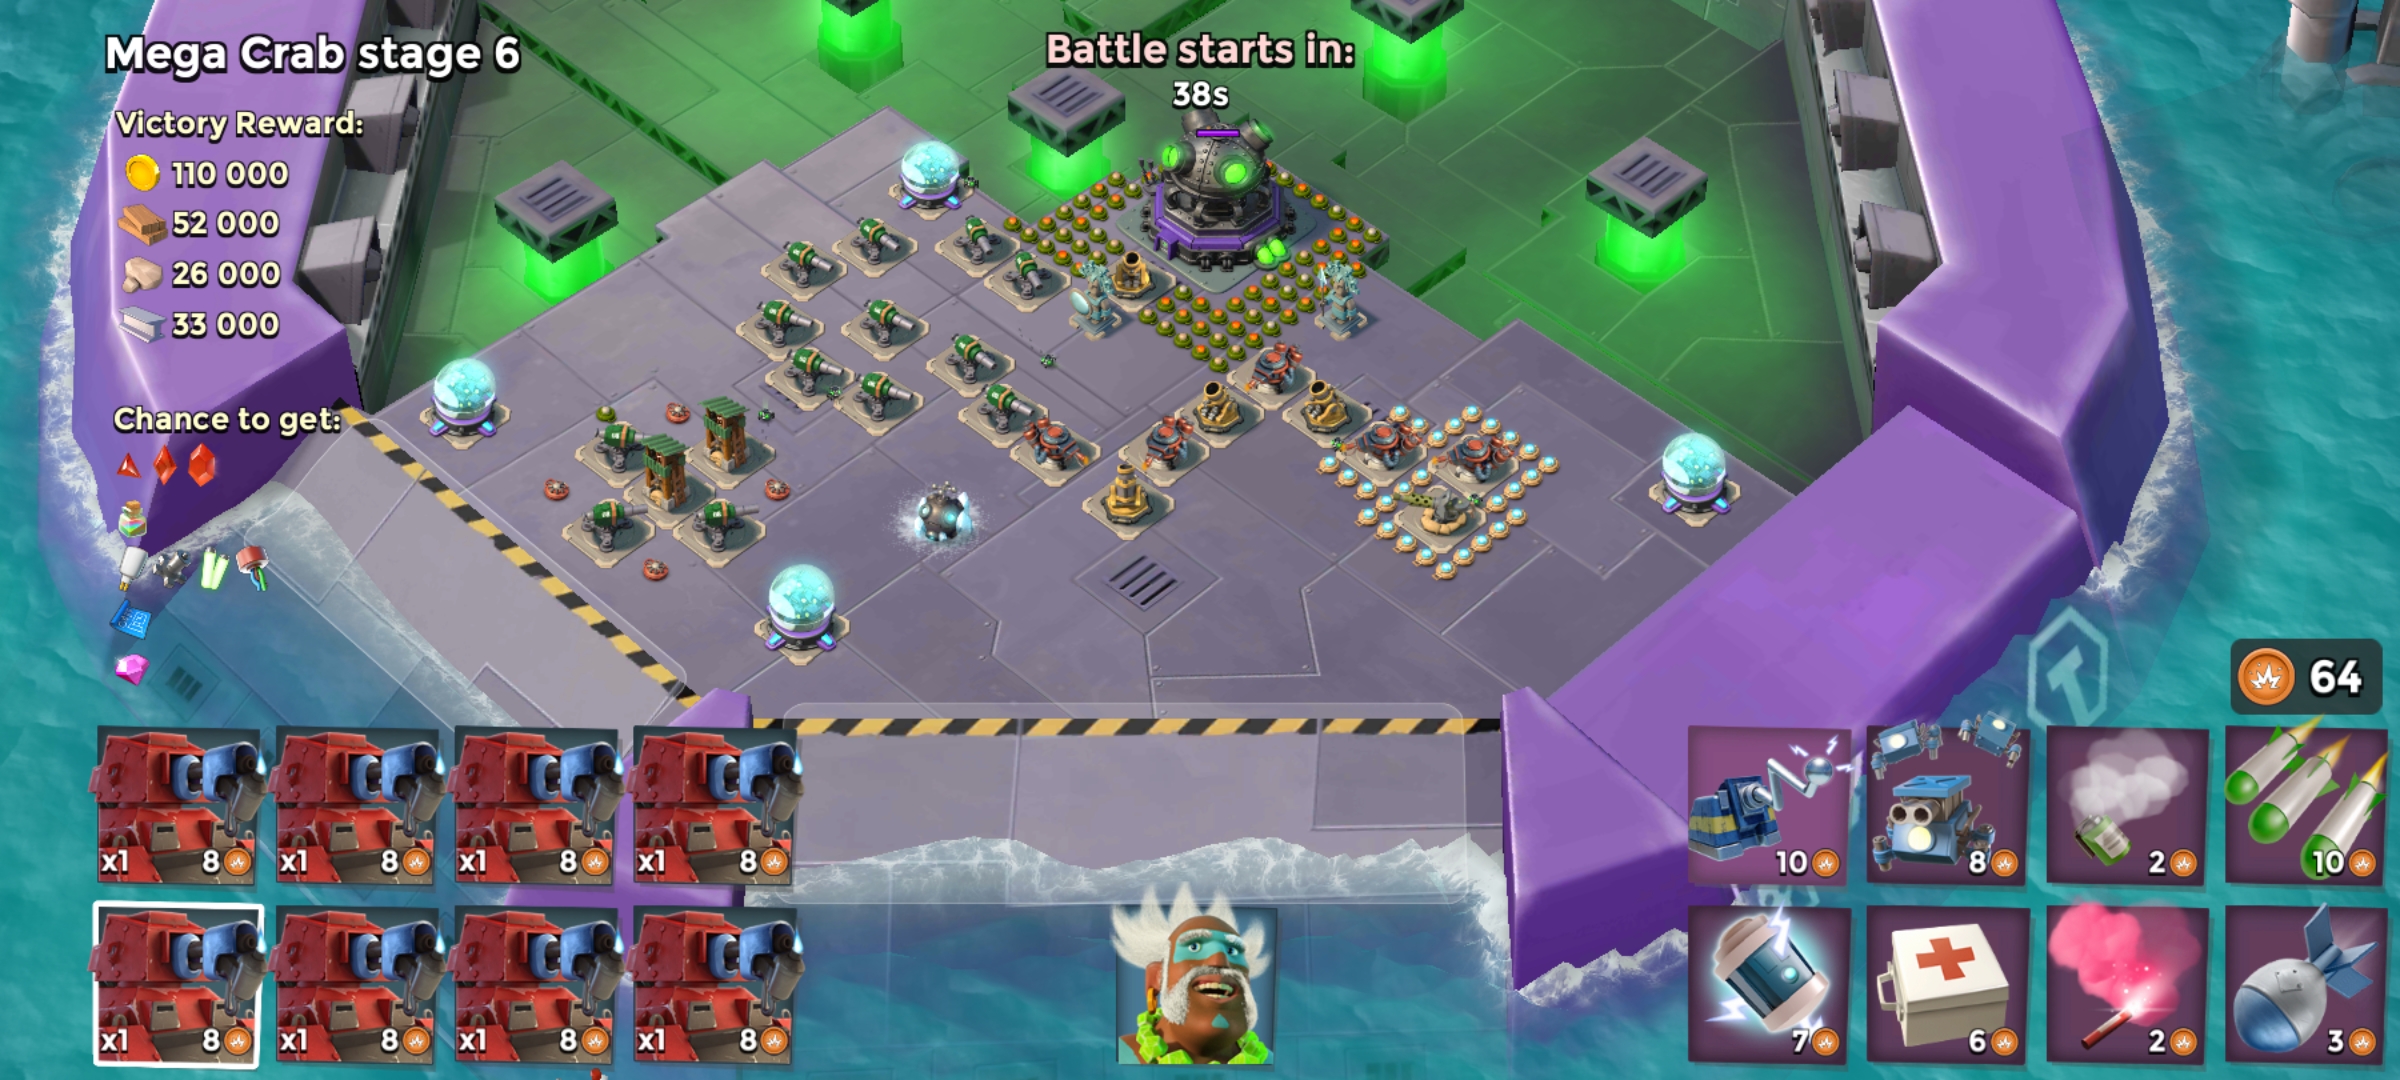 Mega Crab stage 6
Battle starts in:
38s
Victory Reward:
110 000
52 000
26 000
33 000
Chance to get:
64
x1 8
x1 8
x1 8
x1 8
10
8
2
10
x1 8
x1 8
x1 8
x1 8
7
6
2
3